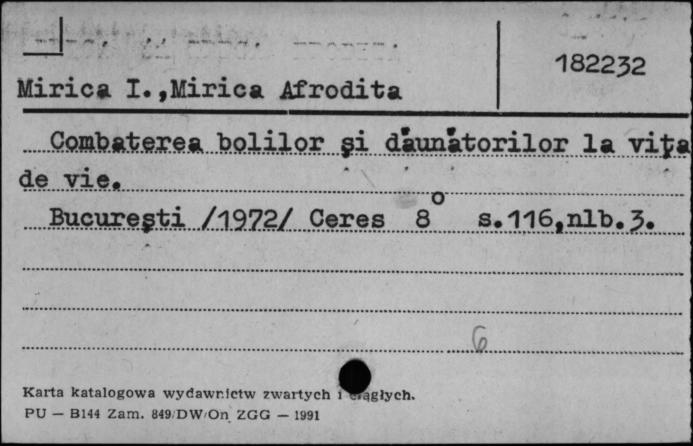 182232
Mirica I.,Mirica Afrodita
Combaterea bolilor şi dăunătorilor la viţa
de vie.
Bucureşti /1972/ Ceres 8° s.116,nlb.3.
6
Karta katalogowa wydawnictw zwartych i ciągłych.
PU — B144 Zam. 849/DW/On ZGG — 1991